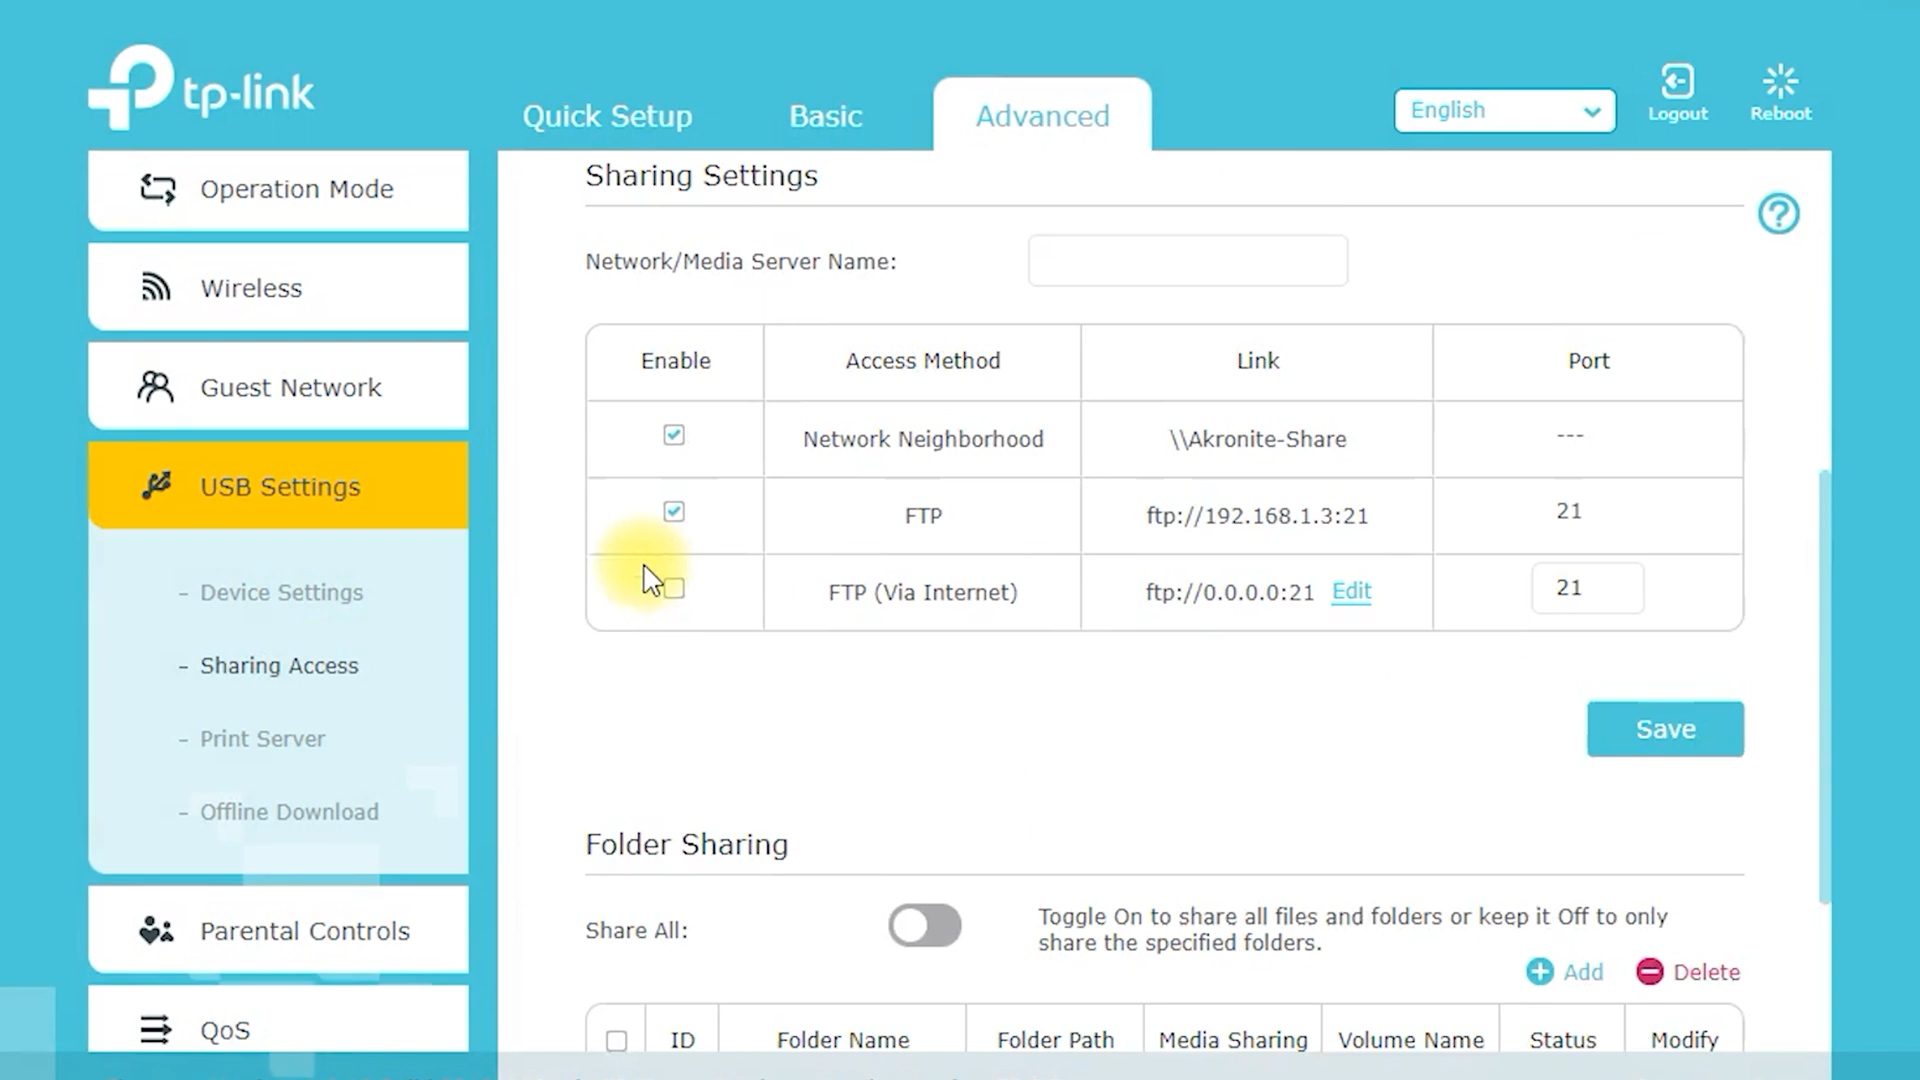 tp-link
Quick Setup
Basic
Advanced
English
Logout
Reboot
Operation Mode
Wireless
Guest Network
USB Settings
- Device Settings
- Sharing Access
- Print Server
- Offline Download
Parental Controls
QoS
Sharing Settings
Network/Media Server Name:
Enable Access Method Link Port
Network Neighborhood \\Akronite-Share ---
FTP ftp://192.168.1.3:21 21
FTP (Via Internet) ftp://0.0.0.0:21 Edit 21
Save
Folder Sharing
Share All:
Toggle On to share all files and folders or keep it Off to only
share the specified folders.
Add Delete
ID Folder Name Folder Path Media Sharing Volume Name Status Modify